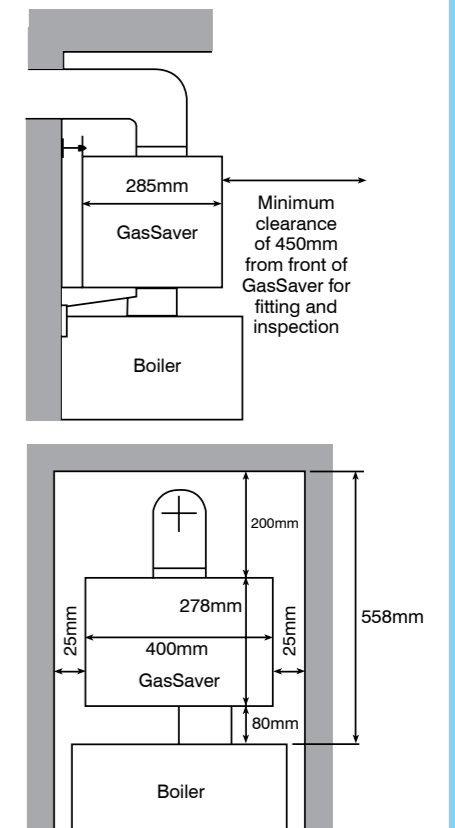 285mm
GasSaver
Minimum
clearance
of 450mm
from front of
GasSaver for
fitting and
inspection
Boiler
200mm
278mm
558mm
25mm
400mm
25mm
GasSaver
80mm
Boiler